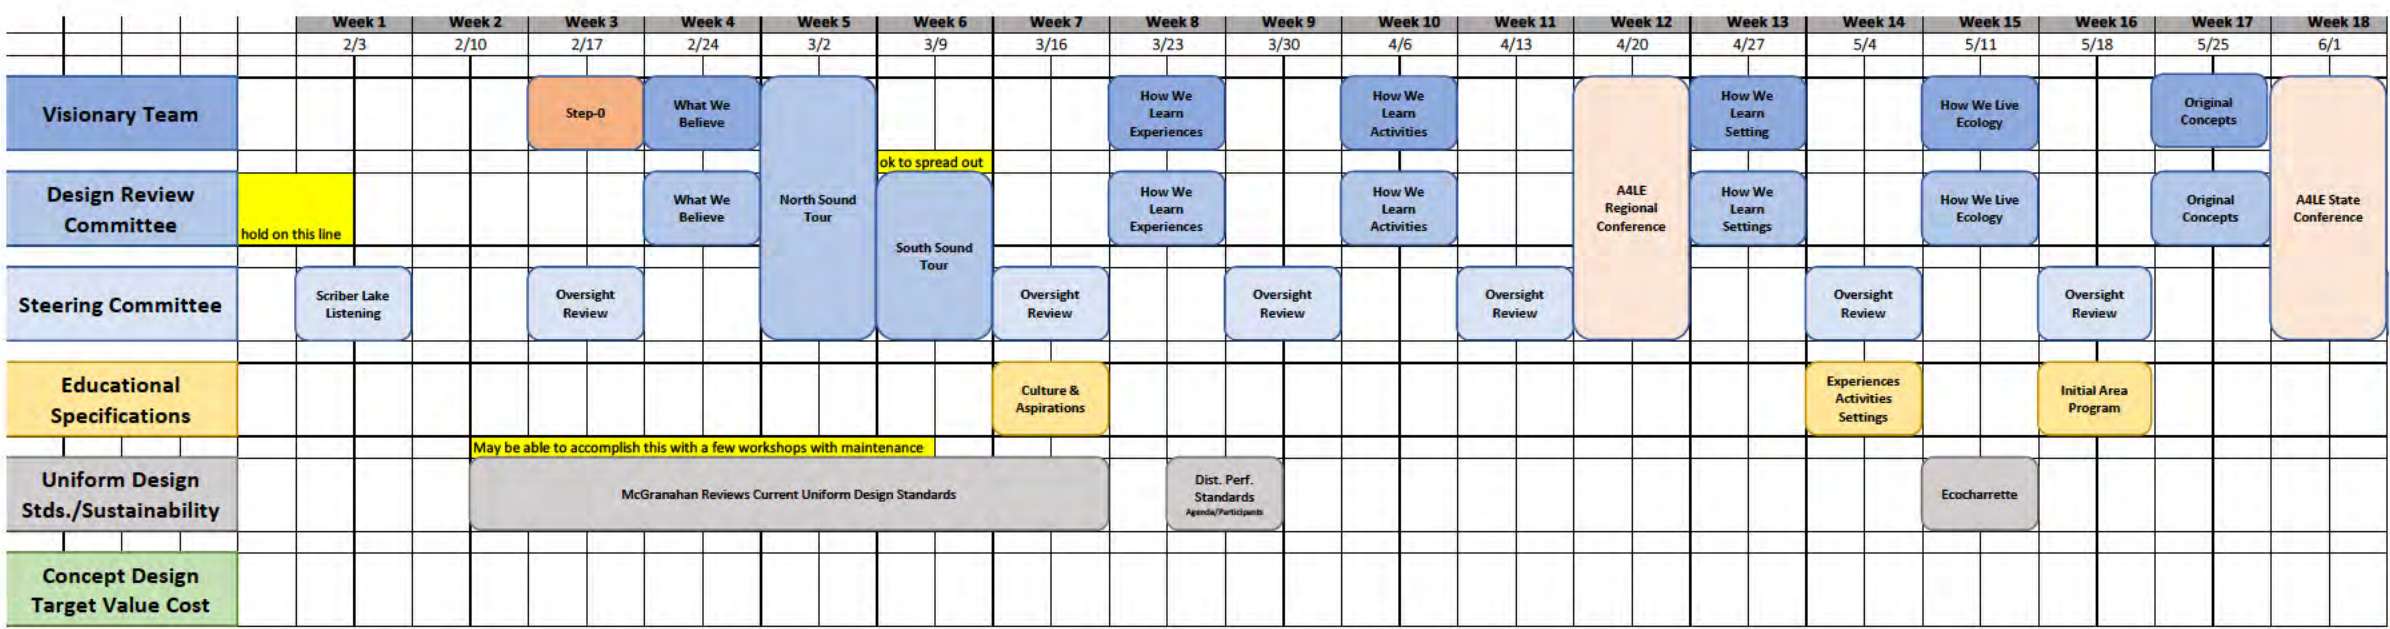 Week 1 Week 2 Week 3 Week 4 Week 5 Week 6 Week 7 Week 8 Week 9 Week 10 Week 11 Week 12 Week 13 Week 14 Week 15 Week 16 Week 17 Week 18
2/3 2/10 2/17 2/24 3/2 3/9 3/16 3/23 3/30 4/6 4/13 4/20 4/27 5/4 5/11 5/18 5/25 6/1
Visionary Team
Step-0
What We
Believe
How We
Learn
Experiences
How We
Learn
Activities
How We
Learn
Setting
How We Live
Ecology
Original
Concepts
ok to spread out
Design Review
Committee
hold on this line
What We
Believe
North Sound
Tour
South Sound
Tour
How We
Learn
Experiences
How We
Learn
Activities
A4LE
Regional
Conference
How We
Learn
Settings
How We Live
Ecology
Original
Concepts
A4LE State
Conference
Steering Committee
Scriber Lake
Listening
Oversight
Review
Oversight
Review
Oversight
Review
Oversight
Review
Oversight
Review
Oversight
Review
Educational
Specifications
Culture &
Aspirations
Experiences
Activities
Settings
Initial Area
Program
May be able to accomplish this with a few workshops with maintenance
Uniform Design
Stds./Sustainability
McGranahan Reviews Current Uniform Design Standards
Dist. Perf.
Standards
Agenda/Participants
Ecocharrette
Concept Design
Target Value Cost